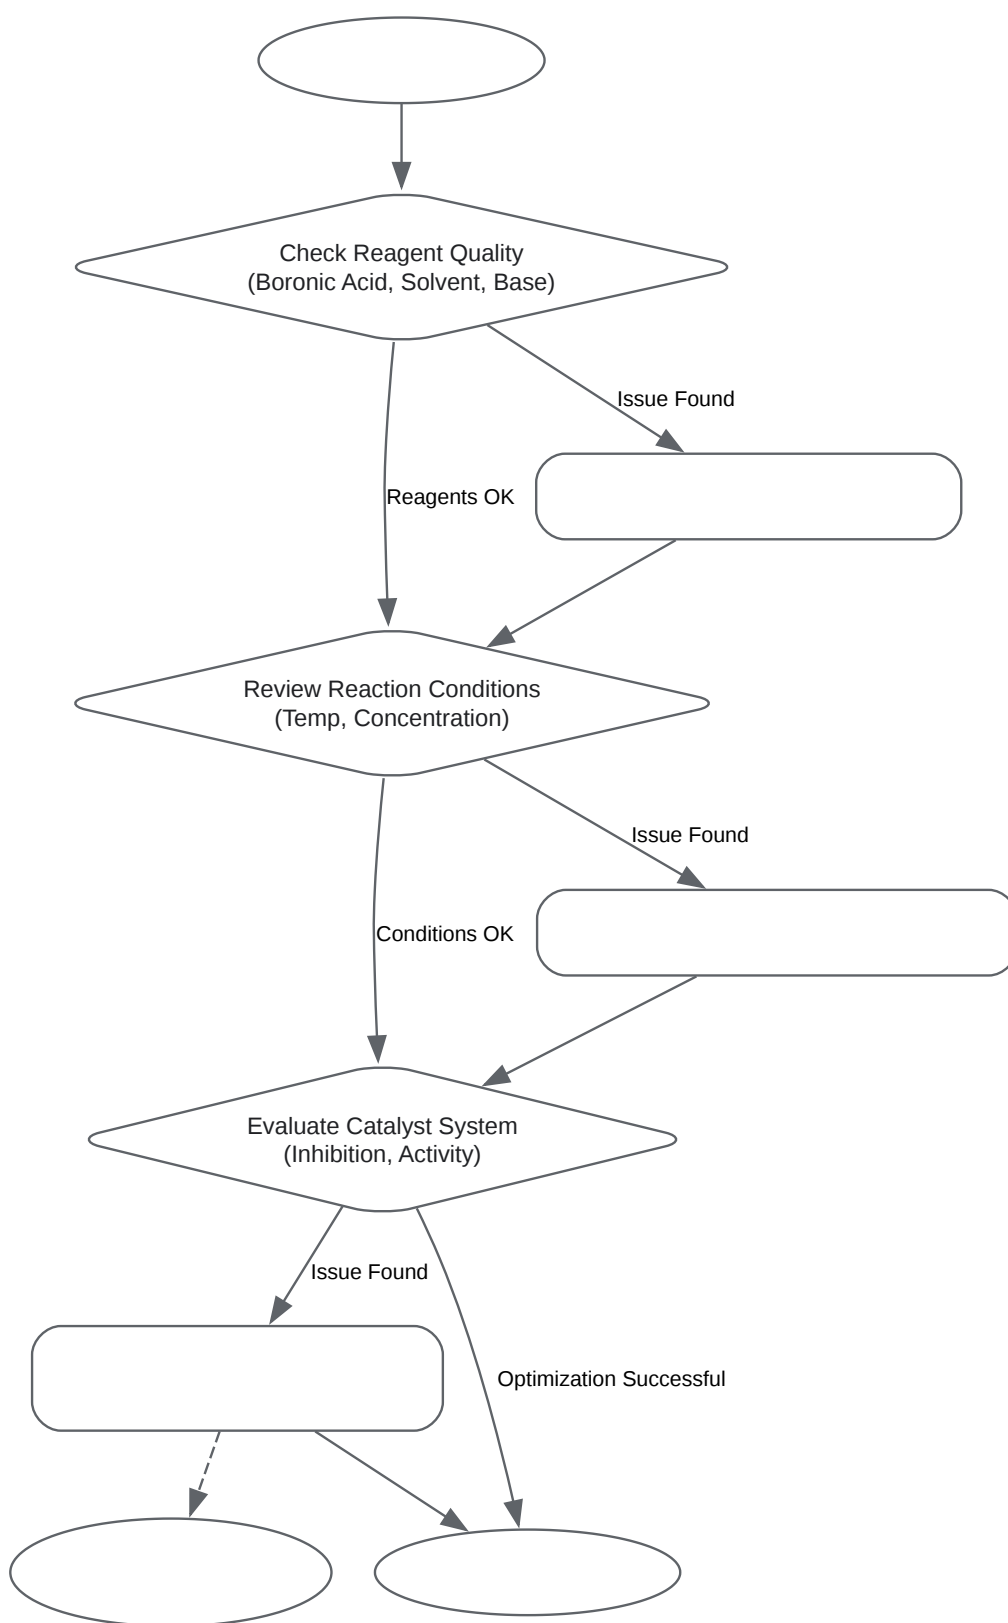 Check Reagent Quality
(Boronic Acid, Solvent, Base)
Issue Found
Reagents OK
Review Reaction Conditions
(Temp, Concentration)
Issue Found
Conditions OK
Evaluate Catalyst System
(Inhibition, Activity)
Issue Found
Optimization Successful